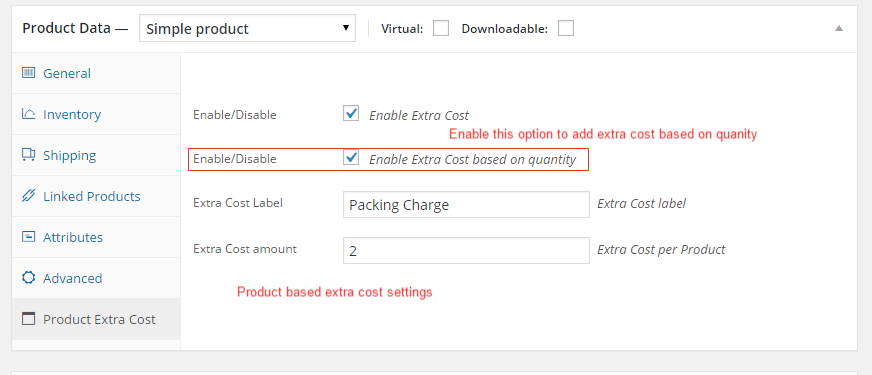 Product Data — Simple product Virtual: Downloadable:
General
Inventory
Shipping
Linked Products
Attributes
Advanced
Product Extra Cost
Enable/Disable Enable Extra Cost
Enable this option to add extra cost based on quanity
Enable/Disable Enable Extra Cost based on quantity
Extra Cost Label Packing Charge Extra Cost label
Extra Cost amount 2 Extra Cost per Product
Product based extra cost settings